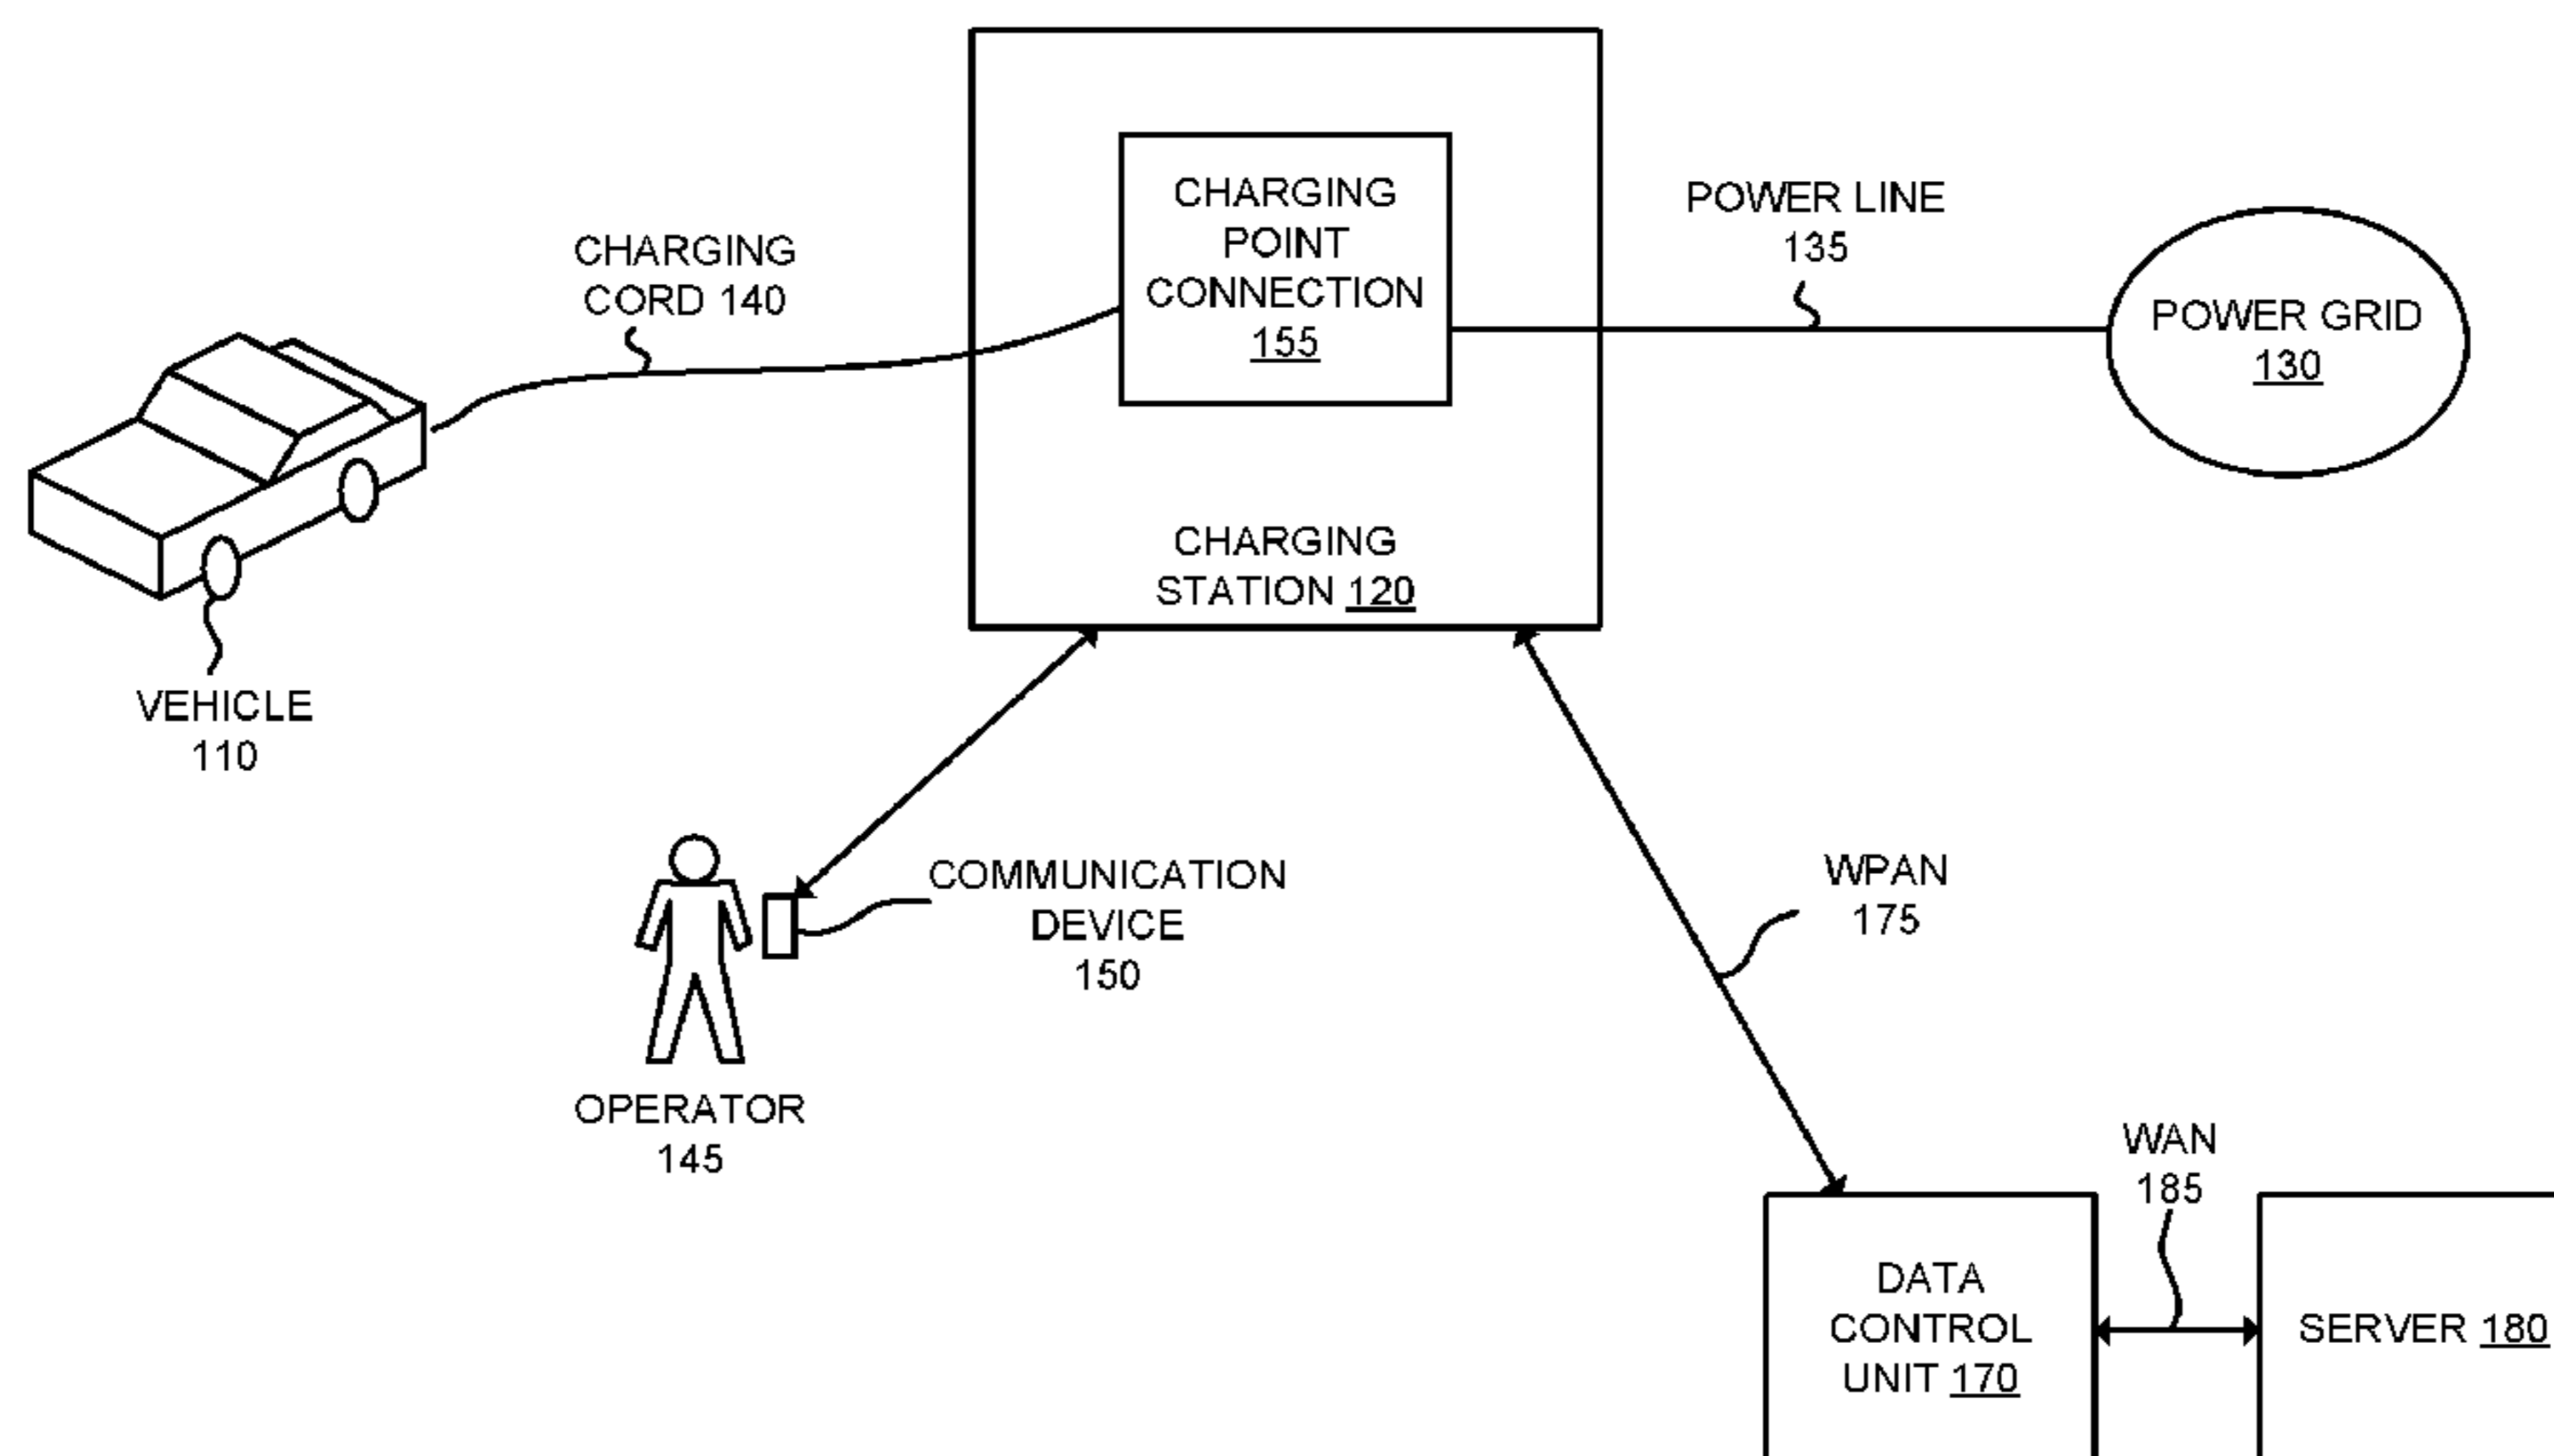 CHARGING
POINT
CONNECTION
155
POWER LINE
135
CHARGING
CORD 140
POWER GRID
130
CHARGING
STATION 120
VEHICLE
110
COMMUNICATION
DEVICE
150
WPAN
175
OPERATOR
145
WAN
185
DATA
CONTROL
UNIT 170
SERVER 180